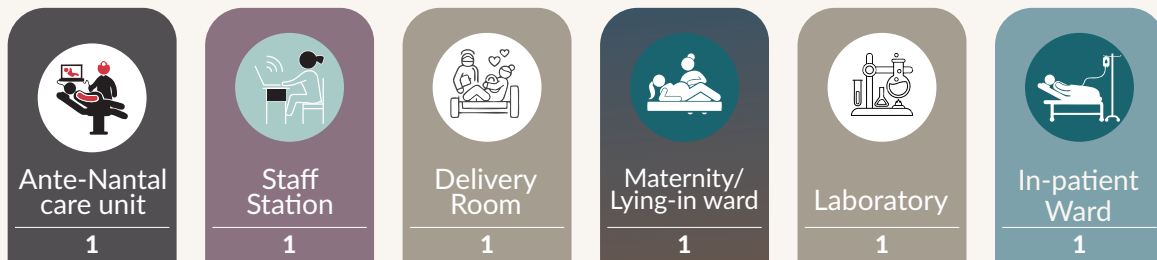 Ante-Nantal
care unit
1
Staff
Station
1
Delivery
Room
1
Maternity/
Lying-in ward
1
Laboratory
1
In-patient
Ward
1